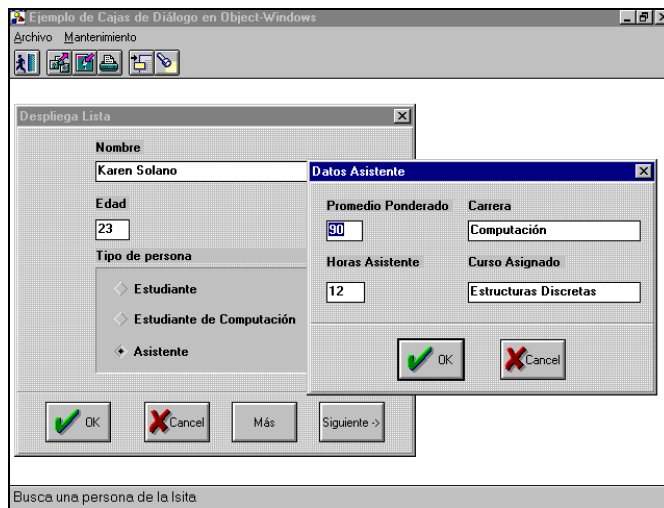 Ejemplo de Cajas de Diálogo en Object-Windows
Archivo Mantenimiento
Despliega Lista
Nombre
Karen Solano
Edad
23
Tipo de persona
Estudiante
Estudiante de Computación
Asistente
OK
Cancel
Más
Siguiente ->
Datos Asistente
Promedio Ponderado Carrera
90 Computación
Horas Asistente Curso Asignado
12 Estructuras Discretas
OK
Cancel
Busca una persona de la lsita